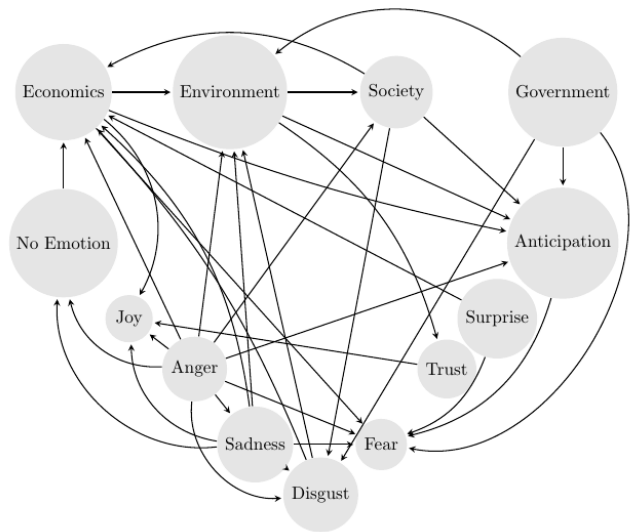 Economics
Environment
Society
Government
No Emotion
Anticipation
Joy
Surprise
Anger
Trust
Sadness
Fear
Disgust